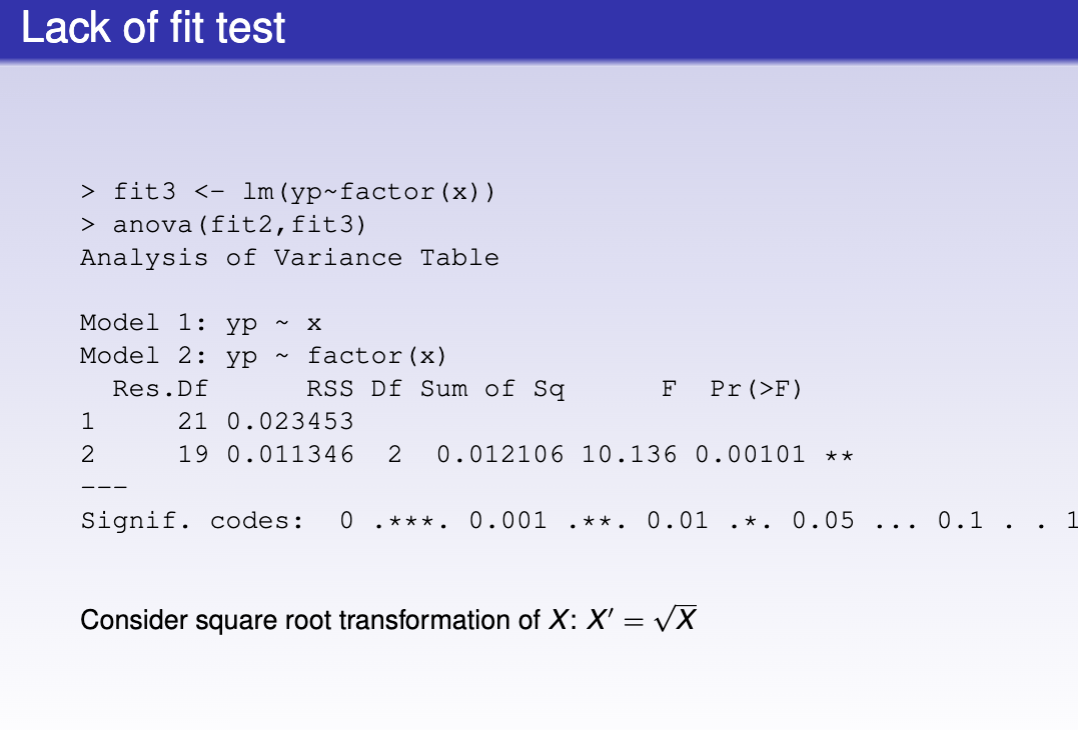 Lack of fit test
> fit3 <- lm(yp~factor(x))
> anova(fit2,fit3)
Analysis of Variance Table
Model 1: yp ~ x
Model 2: yp ~ factor(x)
  Res.Df      RSS Df Sum of Sq      F  Pr(>F)
1     21 0.023453
2     19 0.011346  2  0.012106 10.136 0.00101 **
---
Signif. codes:  0 .***. 0.001 .**. 0.01 .*. 0.05 ... 0.1 . . 1
Consider square root transformation of X: X′ = √X